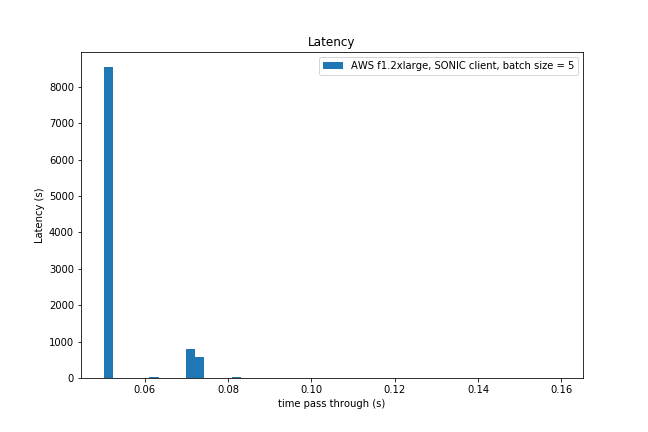 Latency
AWS f1.2xlarge, SONIC client, batch size = 5
Latency (s)
8000
7000
6000
5000
4000
3000
2000
1000
0
0.06 0.08 0.10 0.12 0.14 0.16
time pass through (s)